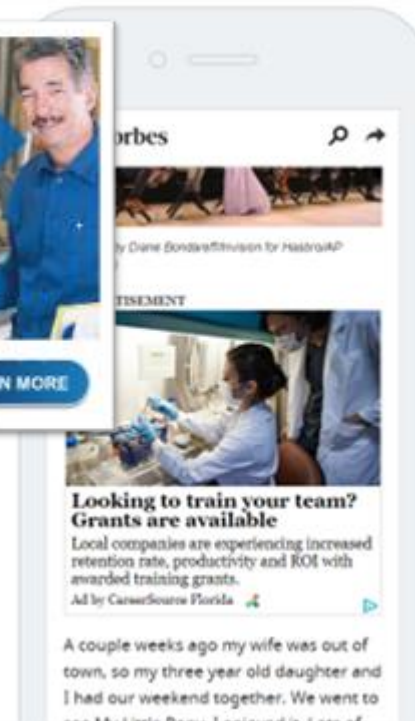 orbes
by Diane Bondareff/Invision for Hasbro/AP
TISEMENT
N MORE
Looking to train your team?
Grants are available
Local companies are experiencing increased
retention rate, productivity and ROI with
awarded training grants.
Ad by CareerSource Florida
A couple weeks ago my wife was out of
town, so my three year old daughter and
I had our weekend together. We went to